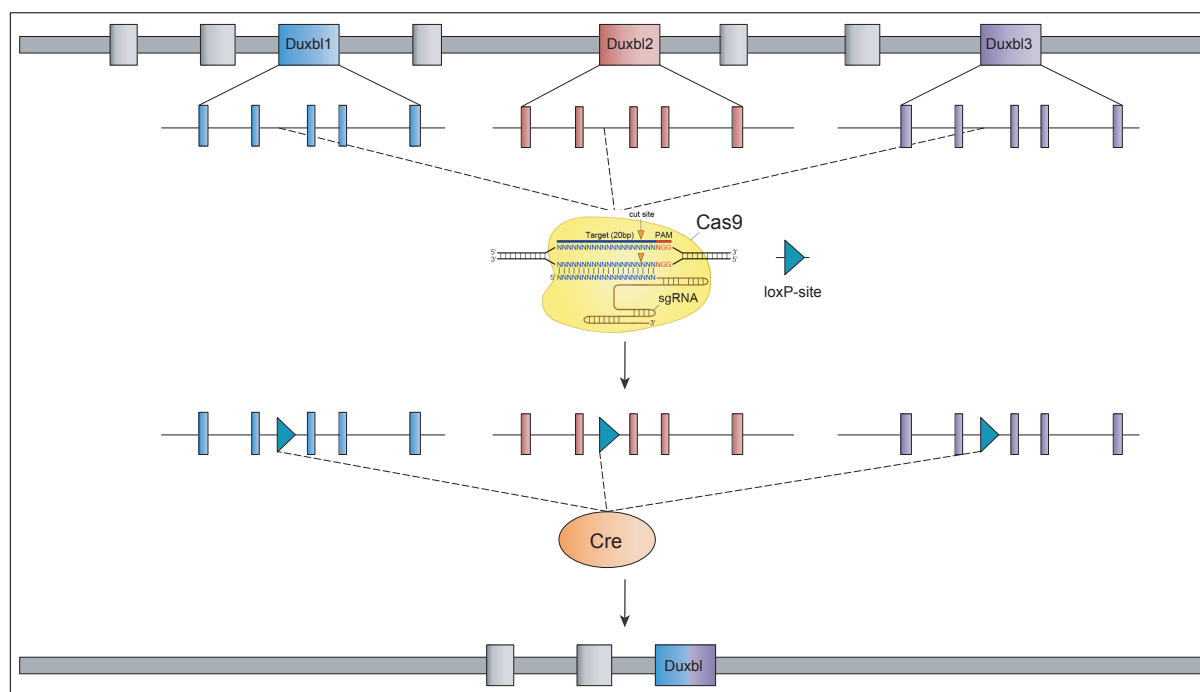 Duxbl1
Duxbl2
Duxbl3
cut site
Cas9
Target (20bp)
PAM
5'
NNNNNNNNNNNNNNNNNNNNNGG
3'
3'
NNNNNNNNNNNNNNNNNNNNNGG
5'
5'
NNNNNNNNNNNNNNNNNNNN
loxP-site
sgRNA
3'
Cre
Duxbl